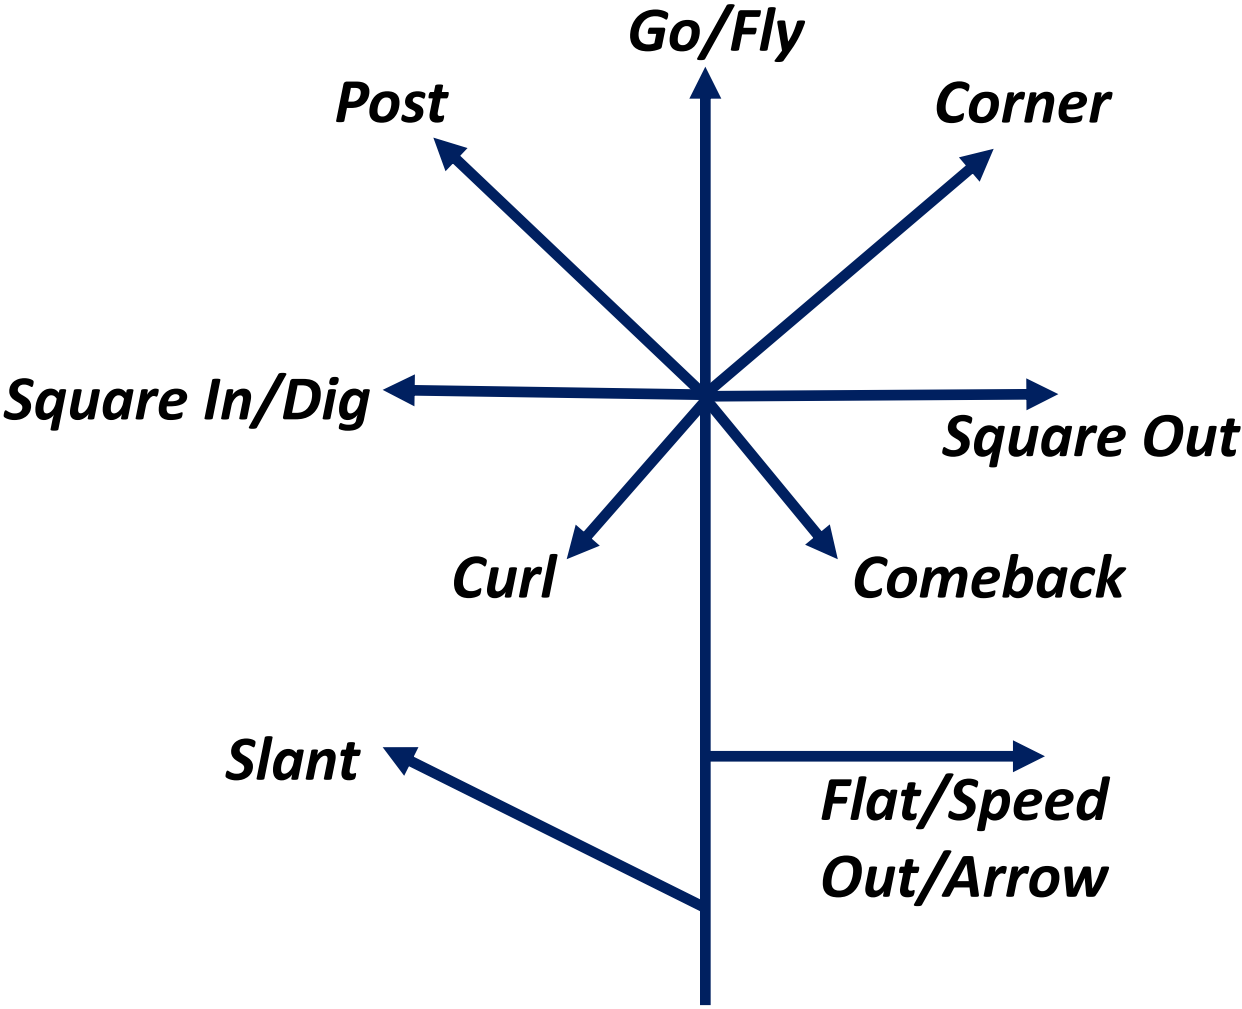 Go/Fly
Post
Corner
Square In/Dig
Square Out
Curl
Comeback
Slant
Flat/Speed
Out/Arrow